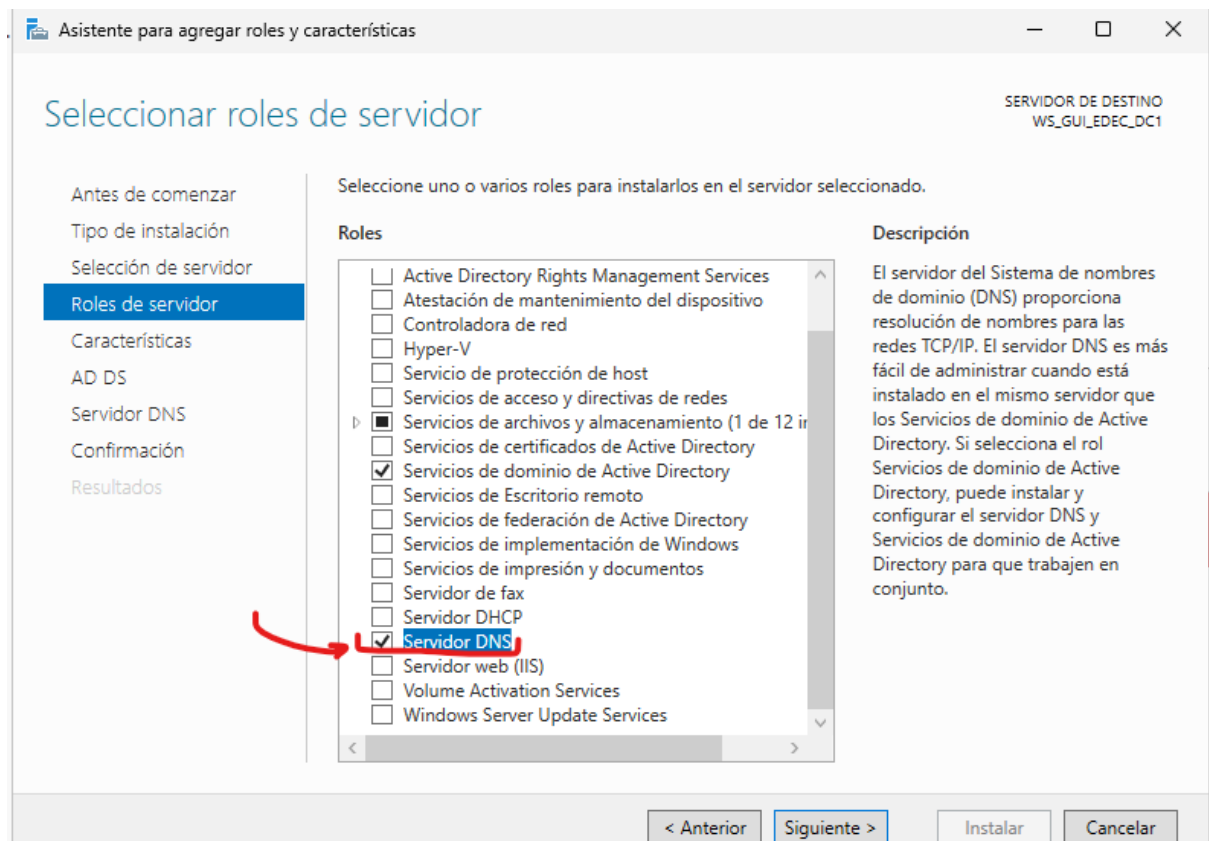 Asistente para agregar roles y características
Seleccionar roles de servidor
SERVIDOR DE DESTINO
WS_GUI_EDEC_DC1
Antes de comenzar
Tipo de instalación
Selección de servidor
Roles de servidor
Características
AD DS
Servidor DNS
Confirmación
Resultados
Seleccione uno o varios roles para instalarlos en el servidor seleccionado.
Roles
Active Directory Rights Management Services
Atestación de mantenimiento del dispositivo
Controladora de red
Hyper-V
Servicio de protección de host
Servicios de acceso y directivas de redes
Servicios de archivos y almacenamiento (1 de 12 ir
Servicios de certificados de Active Directory
Servicios de dominio de Active Directory
Servicios de Escritorio remoto
Servicios de federación de Active Directory
Servicios de implementación de Windows
Servicios de impresión y documentos
Servidor de fax
Servidor DHCP
Servidor DNS
Servidor web (IIS)
Volume Activation Services
Windows Server Update Services
Descripción
El servidor del Sistema de nombres
de dominio (DNS) proporciona
resolución de nombres para las
redes TCP/IP. El servidor DNS es más
fácil de administrar cuando está
instalado en el mismo servidor que
los Servicios de dominio de Active
Directory. Si selecciona el rol
Servicios de dominio de Active
Directory, puede instalar y
configurar el servidor DNS y
Servicios de dominio de Active
Directory para que trabajen en
conjunto.
< Anterior
Siguiente >
Instalar
Cancelar